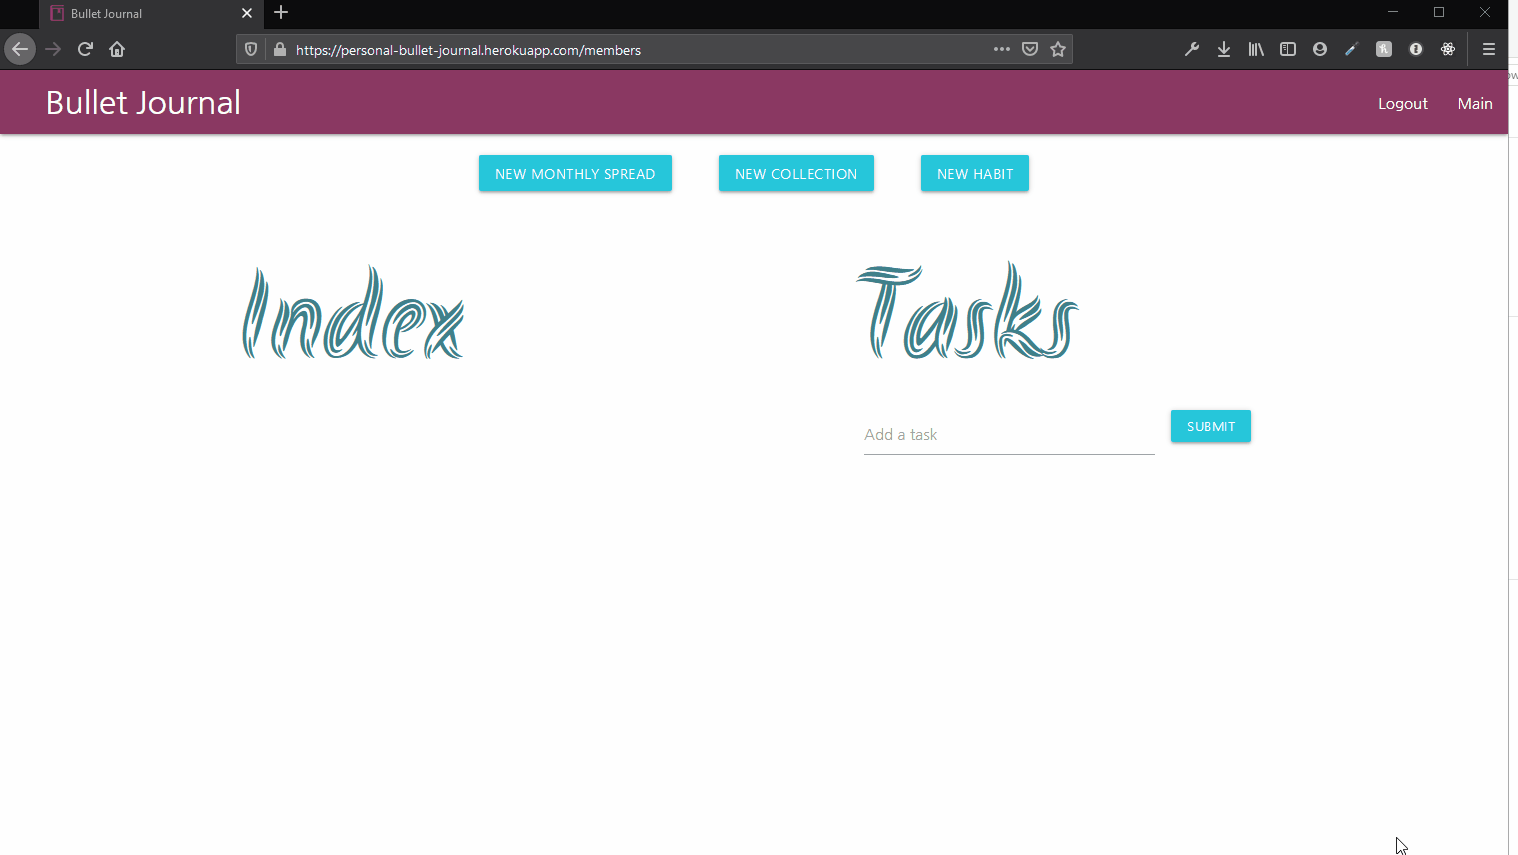 Bullet Journal
https://personal-bullet-journal.herokuapp.com/members
Bullet Journal
Logout Main
NEW MONTHLY SPREAD NEW COLLECTION NEW HABIT
Index Tasks
Add a task SUBMIT